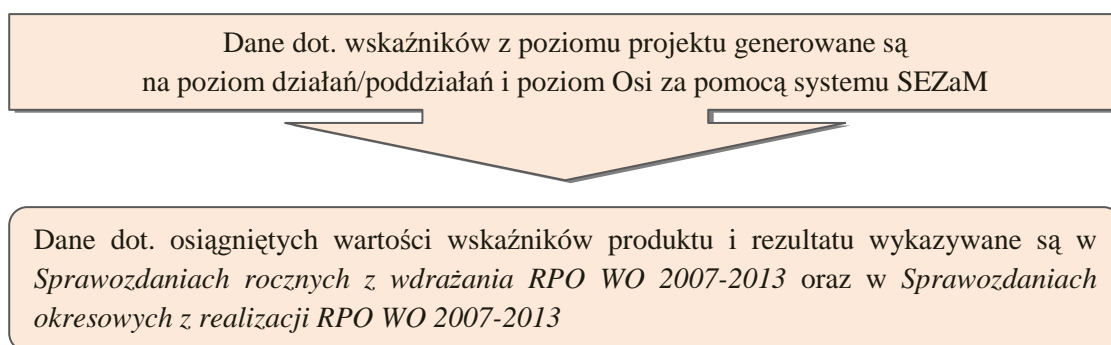 Dane dot. wskaźników z poziomu projektu generowane są
na poziom działań/poddziałań i poziom Osi za pomocą systemu SEZaM
Dane dot. osiągniętych wartości wskaźników produktu i rezultatu wykazywane są w
Sprawozdaniach rocznych z wdrażania RPO WO 2007-2013 oraz w Sprawozdaniach
okresowych z realizacji RPO WO 2007-2013